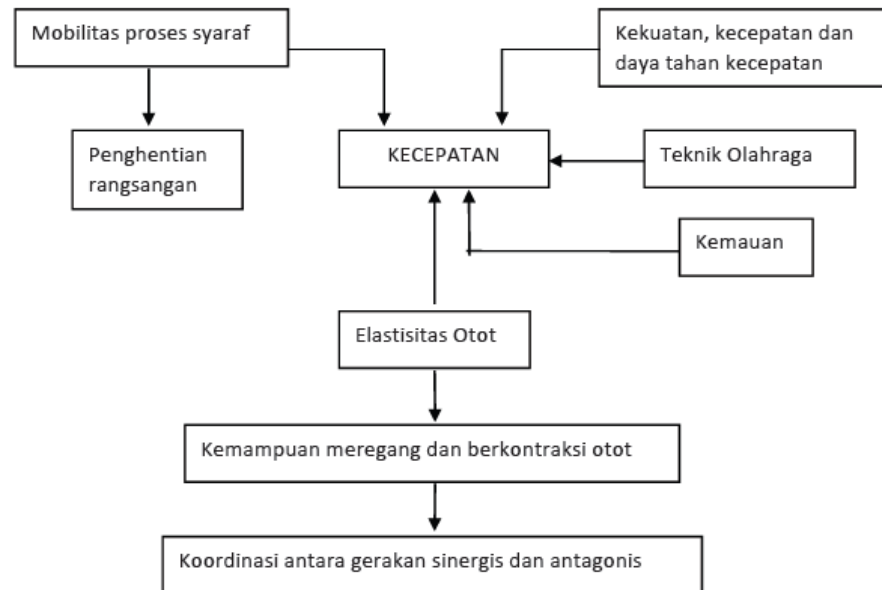 Mobilitas proses syaraf
Kekuatan, kecepatan dan
daya tahan kecepatan
Penghentian
rangsangan
KECEPATAN
Teknik Olahraga
Kemauan
Elastisitas Otot
Kemampuan meregang dan berkontraksi otot
Koordinasi antara gerakan sinergis dan antagonis